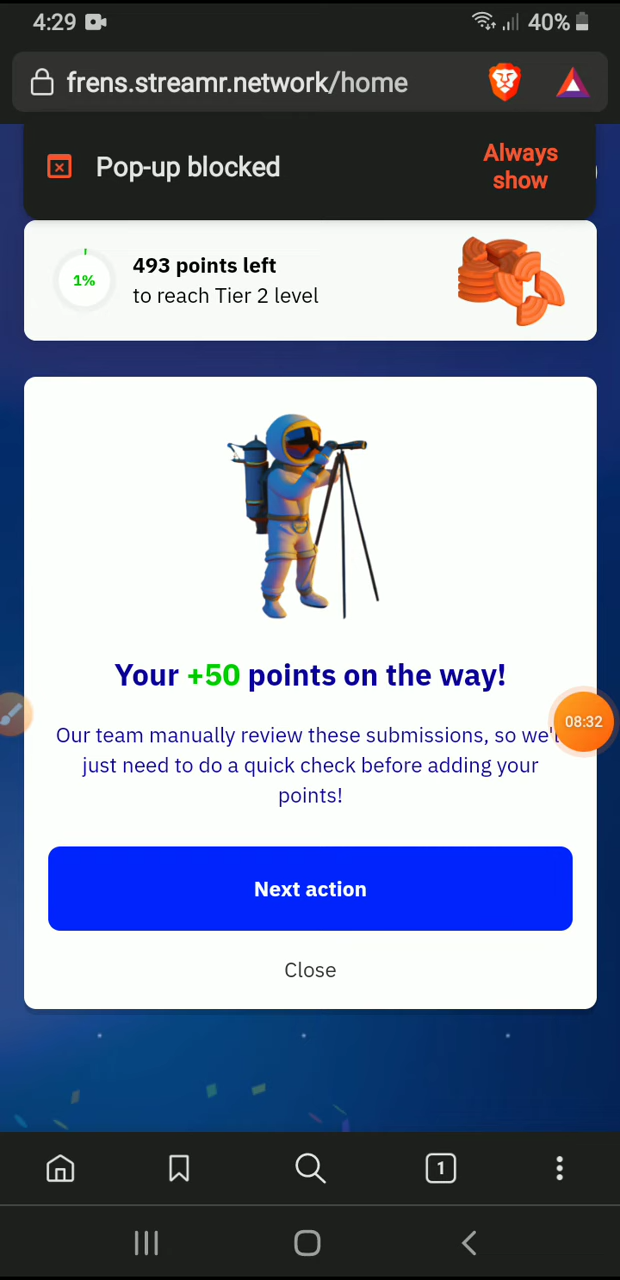 4:29
40%
frens.streamr.network/home
Pop-up blocked
Always
show
1%
493 points left
to reach Tier 2 level
Your +50 points on the way!
Our team manually review these submissions, so we'l
just need to do a quick check before adding your
points!
08:32
Next action
Close
1